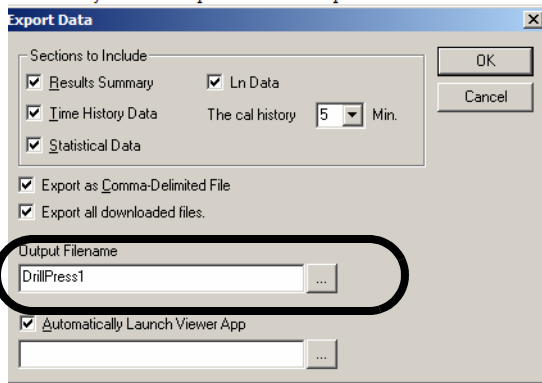 Export Data
Sections to Include
OK
Results Summary
Ln Data
Cancel
Time History Data
The cal history 5 Min.
Statistical Data
Export as Comma-Delimited File
Export all downloaded files.
Output Filename
DrillPress1
...
Automatically Launch Viewer App
...